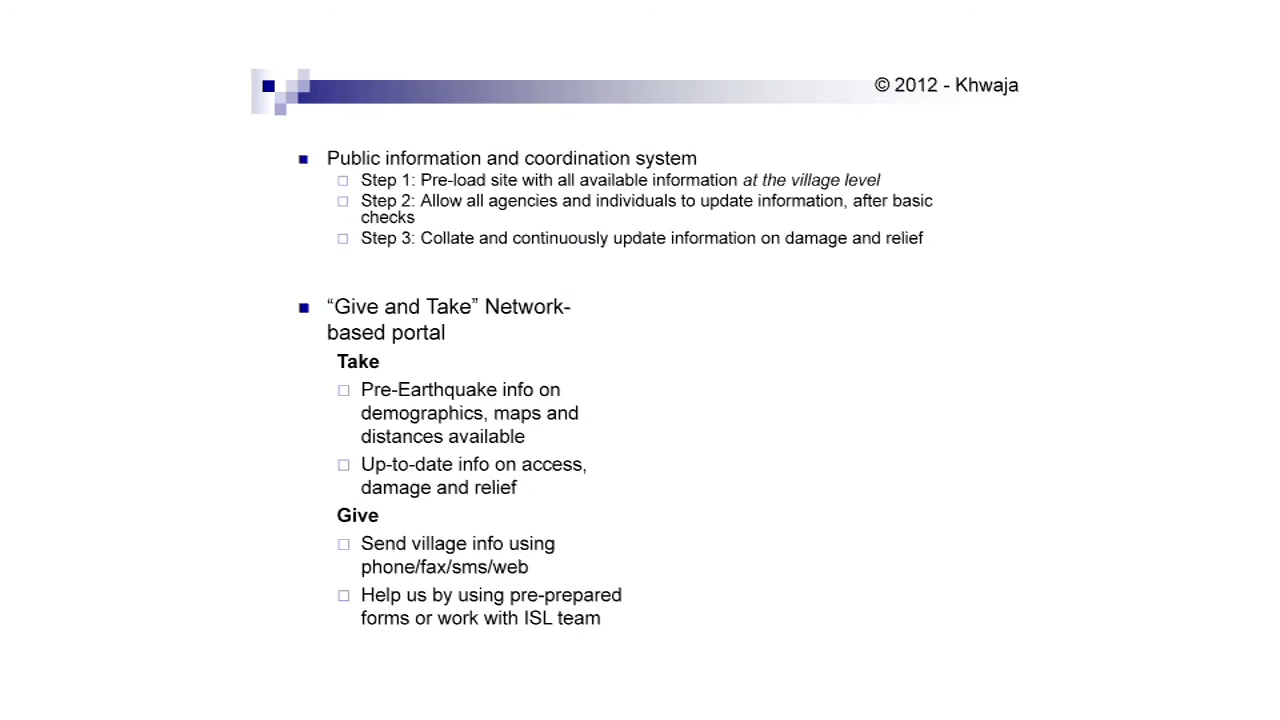 © 2012 - Khwaja
Public information and coordination system
Step 1: Pre-load site with all available information at the village level
Step 2: Allow all agencies and individuals to update information, after basic
checks
Step 3: Collate and continuously update information on damage and relief
“Give and Take” Network-
based portal
Take
Pre-Earthquake info on
demographics, maps and
distances available
Up-to-date info on access,
damage and relief
Give
Send village info using
phone/fax/sms/web
Help us by using pre-prepared
forms or work with ISL team